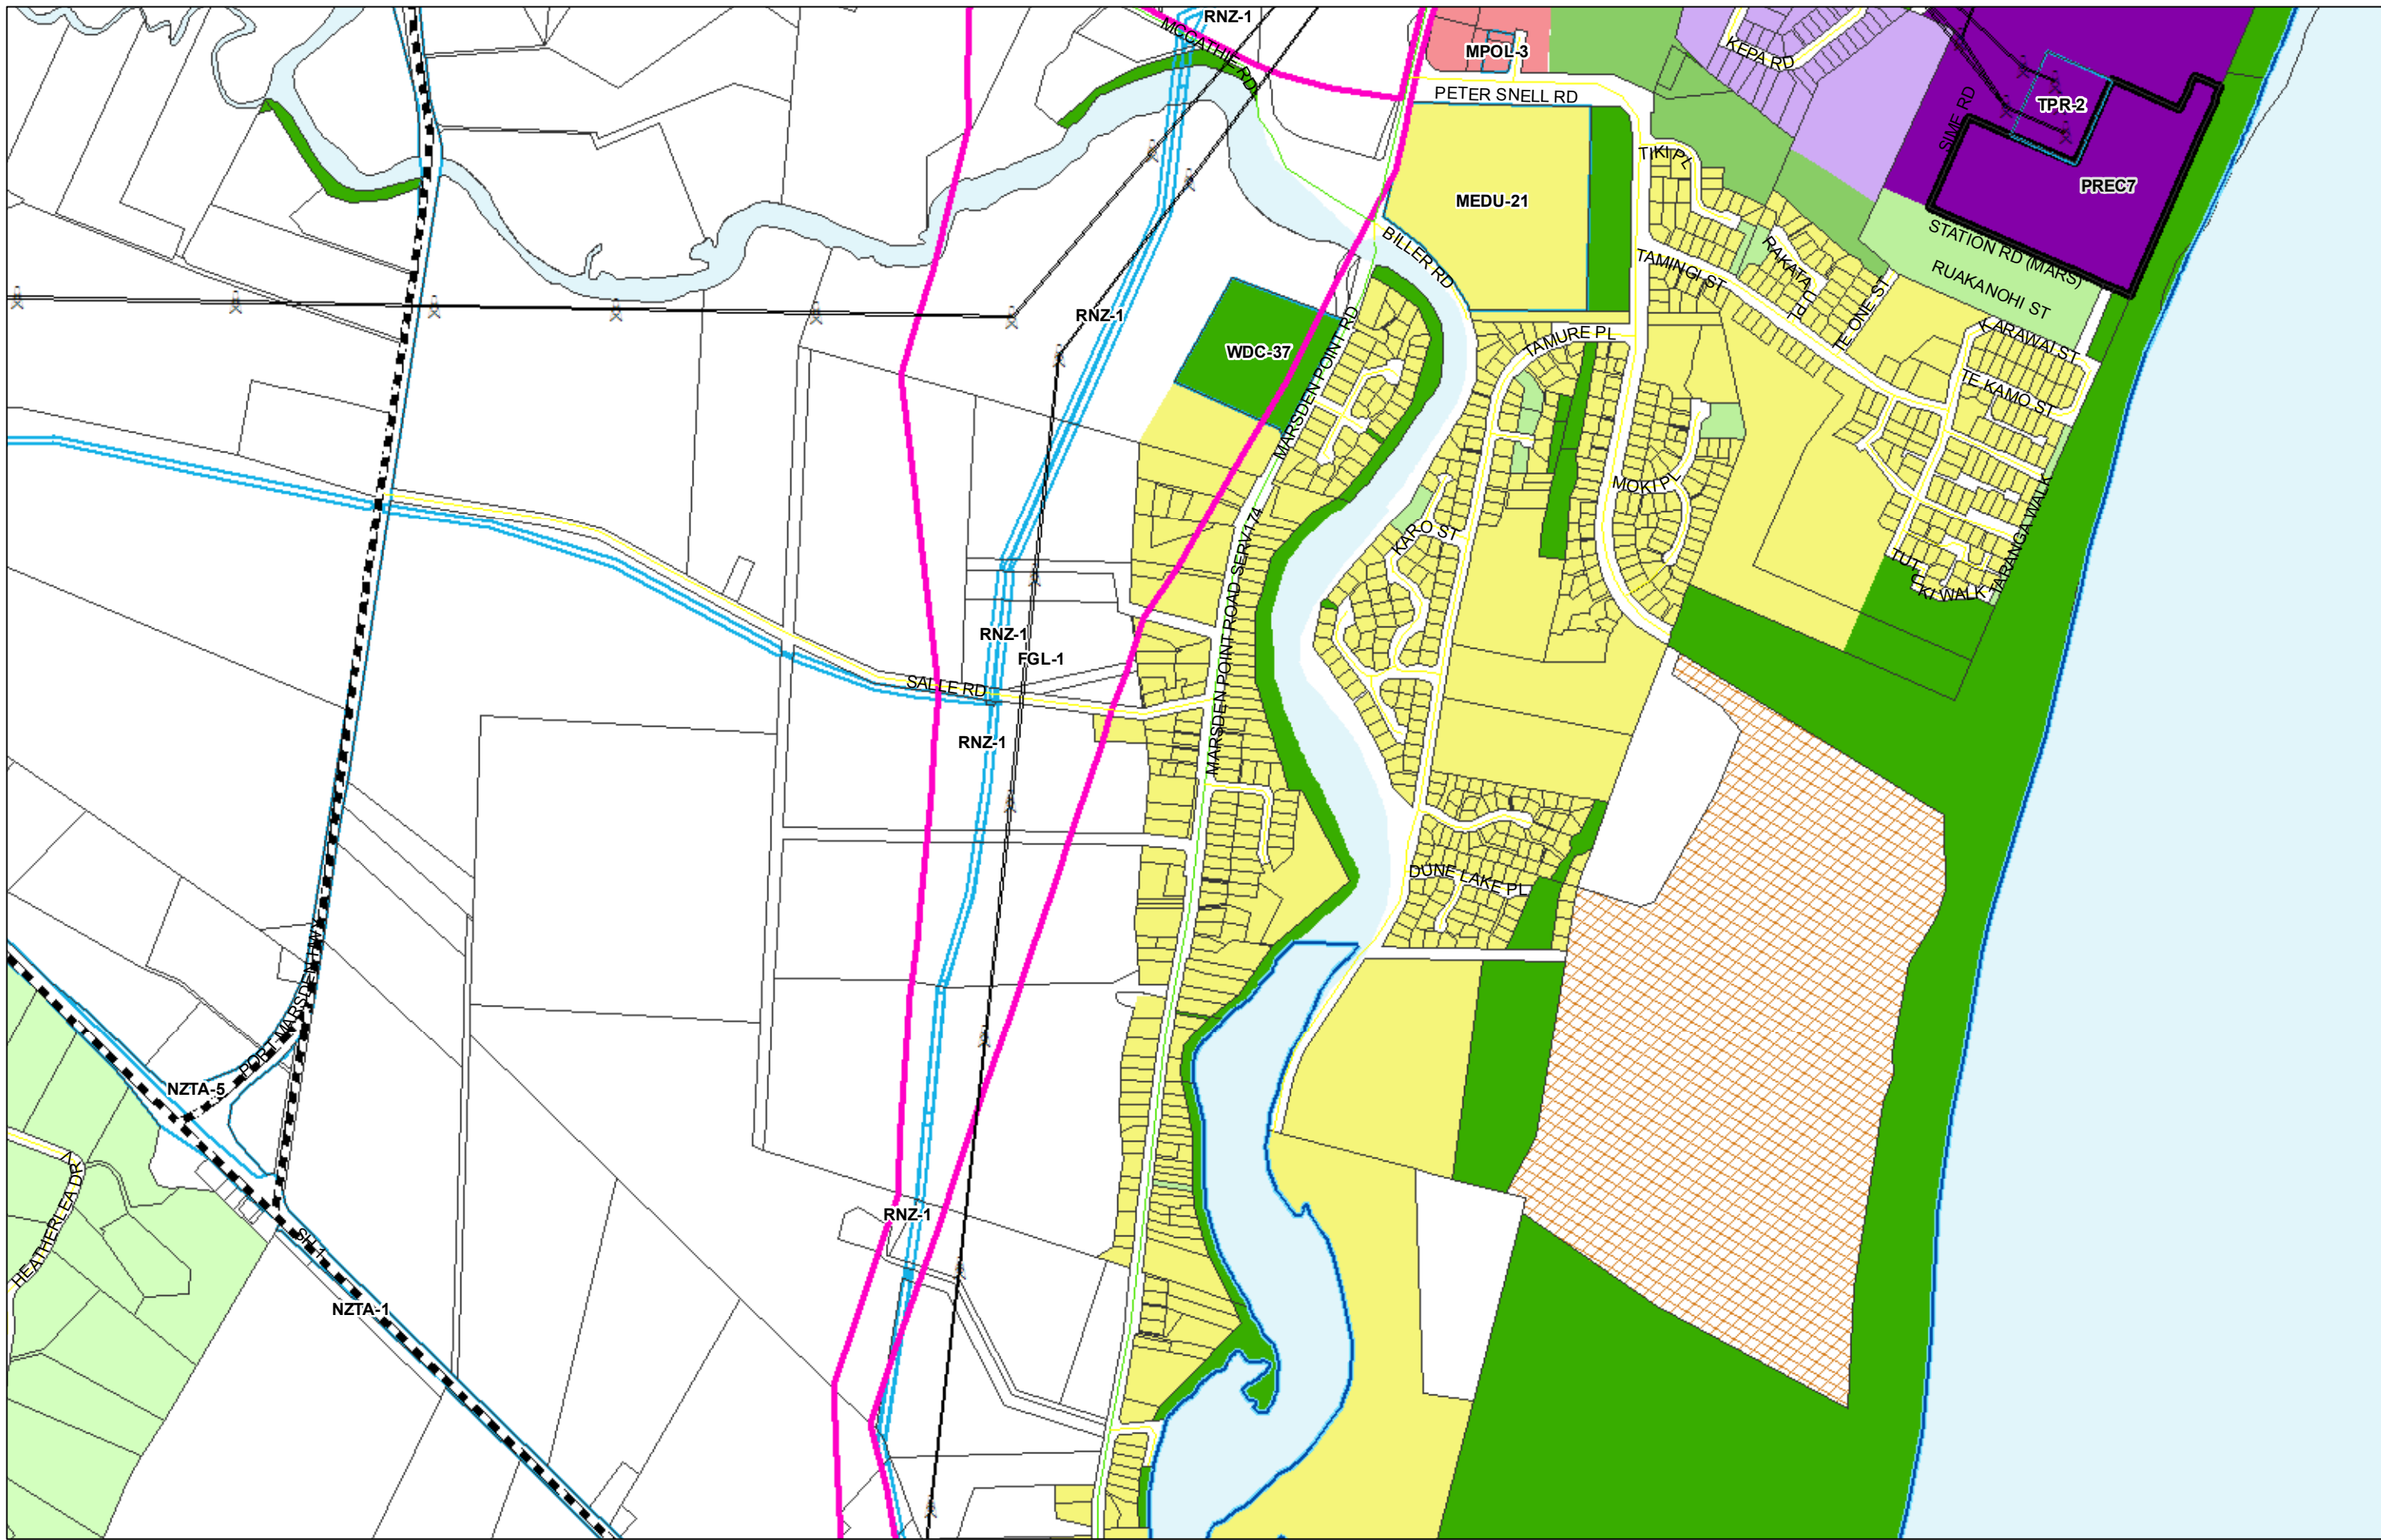 RNZ-1
MCCATHIE RD
MPOL-3
KEPA RD
PETER SNELL RD
SIME RD
TPR-2
PREC7
TIKI PL
MEDU-21
BILLER RD
TAMINGI ST
RAKATA
U PL
TE ONE ST
STATION RD (MARS)
RUAKANOHI ST
RNZ-1
WDC-37
MARSDEN POINT RD
TAMURE PL
KARAWAI ST
TE KAMO ST
MOKI PL
KARO ST
TARANGA WALK
TUTU
KI WALK
MARSDEN POINT ROAD SERV 174
RNZ-1
FGL-1
SALLE RD
RNZ-1
DUNE LAKE PL
PORT MARSDEN HWY
NZTA-5
HEATHERLEA DR
SH 1
NZTA-1
RNZ-1